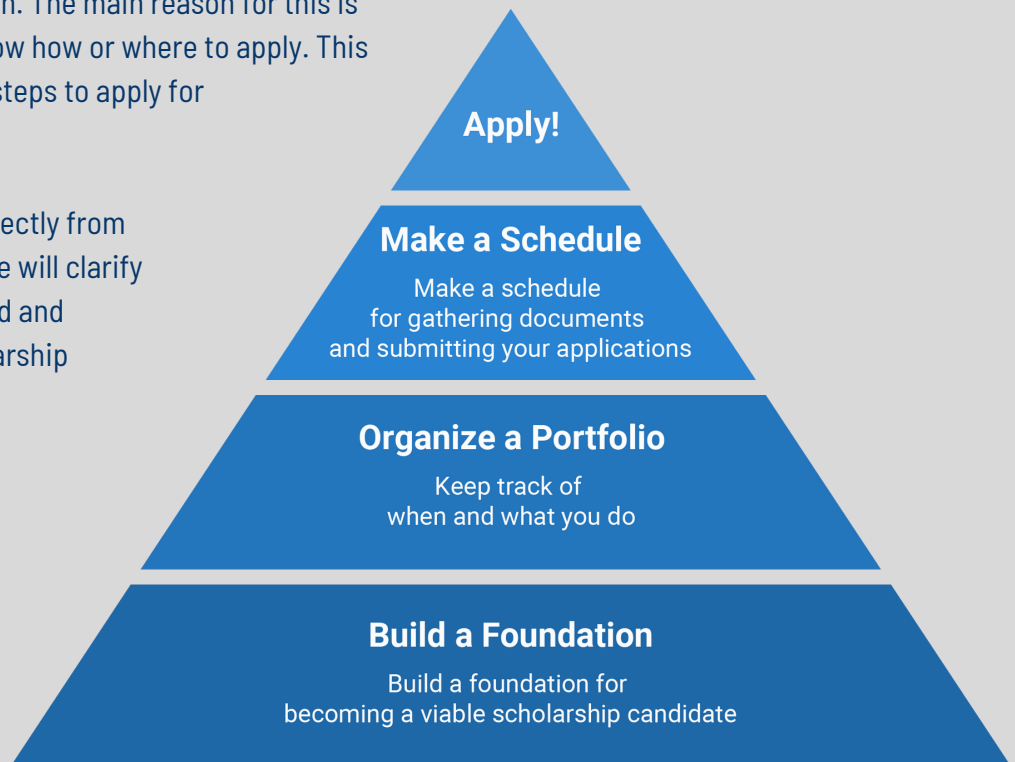 n. The main reason for this is
ow how or where to apply. This
steps to apply for
ectly from
e will clarify
d and
arship
Apply!
Make a Schedule
Make a schedule
for gathering documents
and submitting your applications
Organize a Portfolio
Keep track of
when and what you do
Build a Foundation
Build a foundation for
becoming a viable scholarship candidate